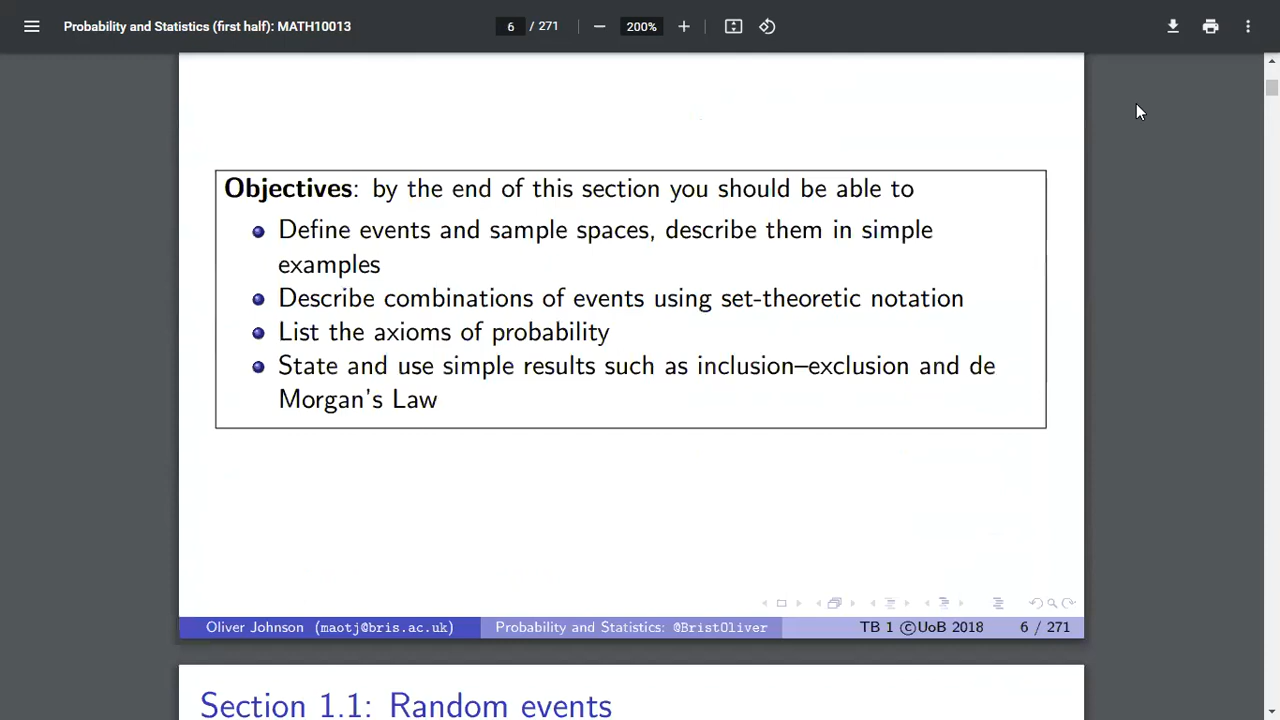 Probability and Statistics (first half): MATH10013
6 / 271
200%
Objectives: by the end of this section you should be able to
Define events and sample spaces, describe them in simple
examples
Describe combinations of events using set-theoretic notation
List the axioms of probability
State and use simple results such as inclusion–exclusion and de
Morgan's Law
Oliver Johnson (maotj@bris.ac.uk) Probability and Statistics: @BristOliver TB 1 ©UoB 2018 6 / 271
Section 1.1: Random events